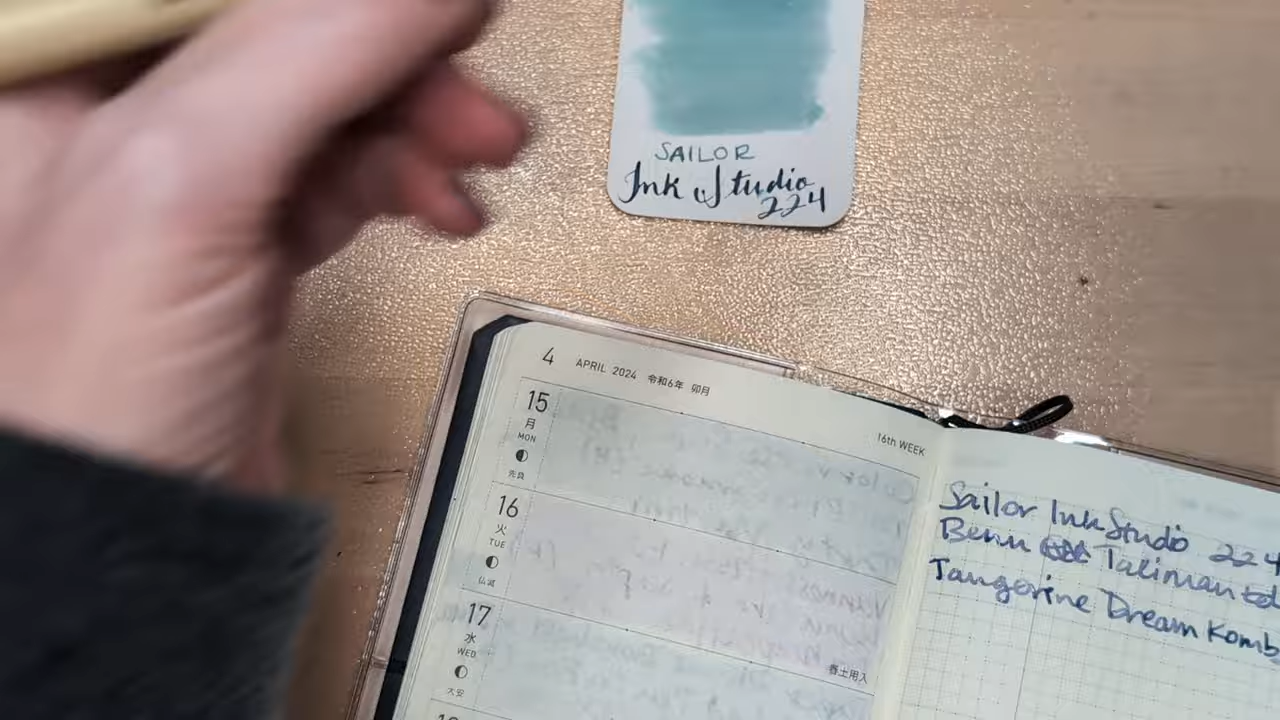 SAILOR
Ink Studio
224
4 APRIL 2024 令和6年 卯月
16th WEEK
15
月
MON
先負
16
火
TUE
仏滅
春土用入
17
水
WED
大安
Sailor Ink Studio 224
Benu Talisman
Tangerine Dream Komb